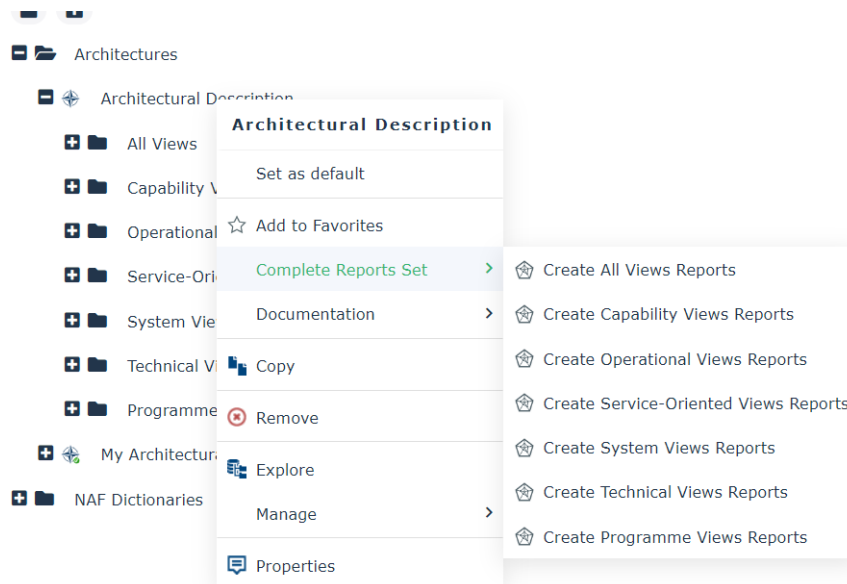 Architectures
Architectural Description
All Views
Capability V
Operational
Service-Ori
System Vie
Technical Vi
Programme
My Architectura
NAF Dictionaries
Architectural Description
Set as default
Add to Favorites
Complete Reports Set
Documentation
Copy
Remove
Explore
Manage
Properties
Create All Views Reports
Create Capability Views Reports
Create Operational Views Reports
Create Service-Oriented Views Reports
Create System Views Reports
Create Technical Views Reports
Create Programme Views Reports